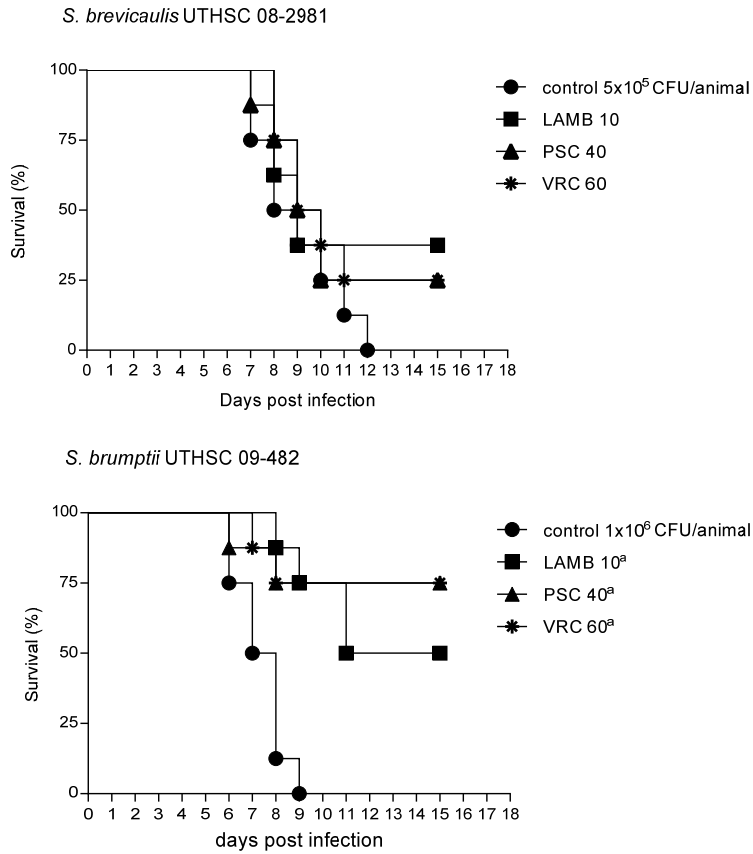 S. brevicaulis UTHSC 08-2981
100
75
50
25
0
Survival (%)
0 1 2 3 4 5 6 7 8 9 10 11 12 13 14 15 16 17 18
Days post infection
control 5x10⁵ CFU/animal
LAMB 10
PSC 40
VRC 60
S. brumptii UTHSC 09-482
100
75
50
25
0
Survival (%)
0 1 2 3 4 5 6 7 8 9 10 11 12 13 14 15 16 17 18
days post infection
control 1x10⁶ CFU/animal
LAMB 10ᵃ
PSC 40ᵃ
VRC 60ᵃ